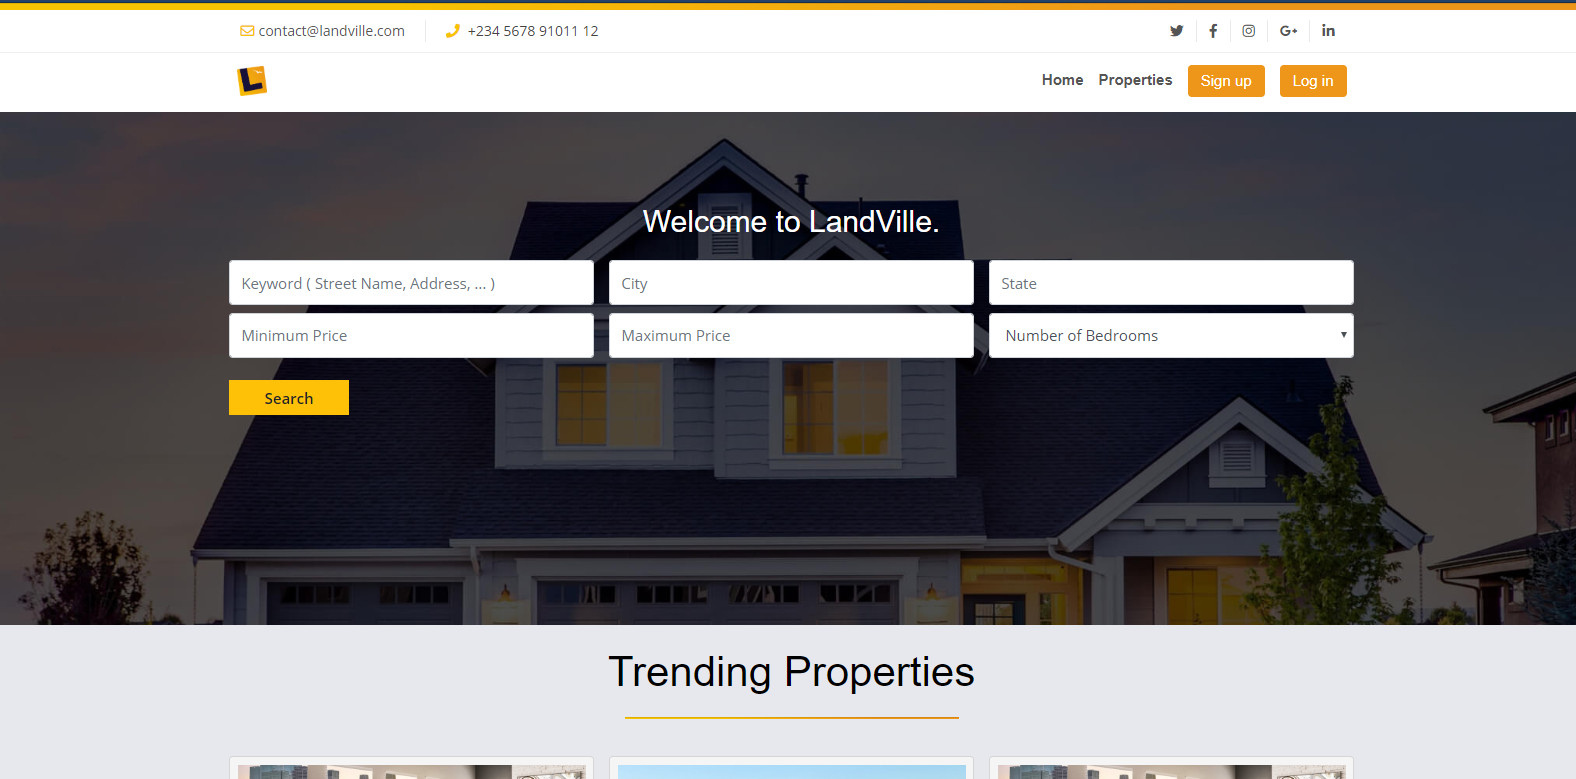 contact@landville.com
+234 5678 91011 12
G+
in
L
Home
Properties
Sign up
Log in
Welcome to LandVille.
Keyword ( Street Name, Address, ... )
City
State
Minimum Price
Maximum Price
Number of Bedrooms
Search
Trending Properties